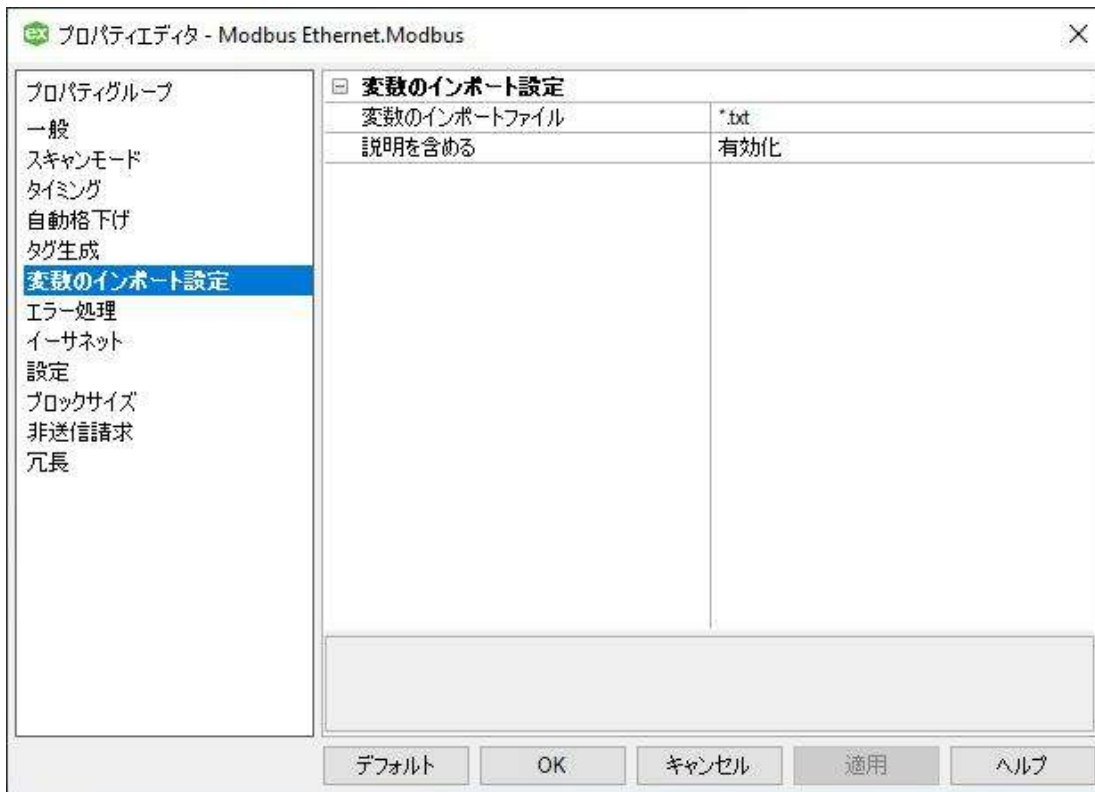 プロパティエディタ - Modbus Ethernet.Modbus
プロパティグループ
一般
スキャンモード
タイミング
自動格下げ
タグ生成
変数のインポート設定
エラー処理
イーサネット
設定
ブロックサイズ
非送信請求
冗長
変数のインポート設定
変数のインポートファイル *.txt
説明を含める 有効化
デフォルト OK キャンセル 適用 ヘルプ